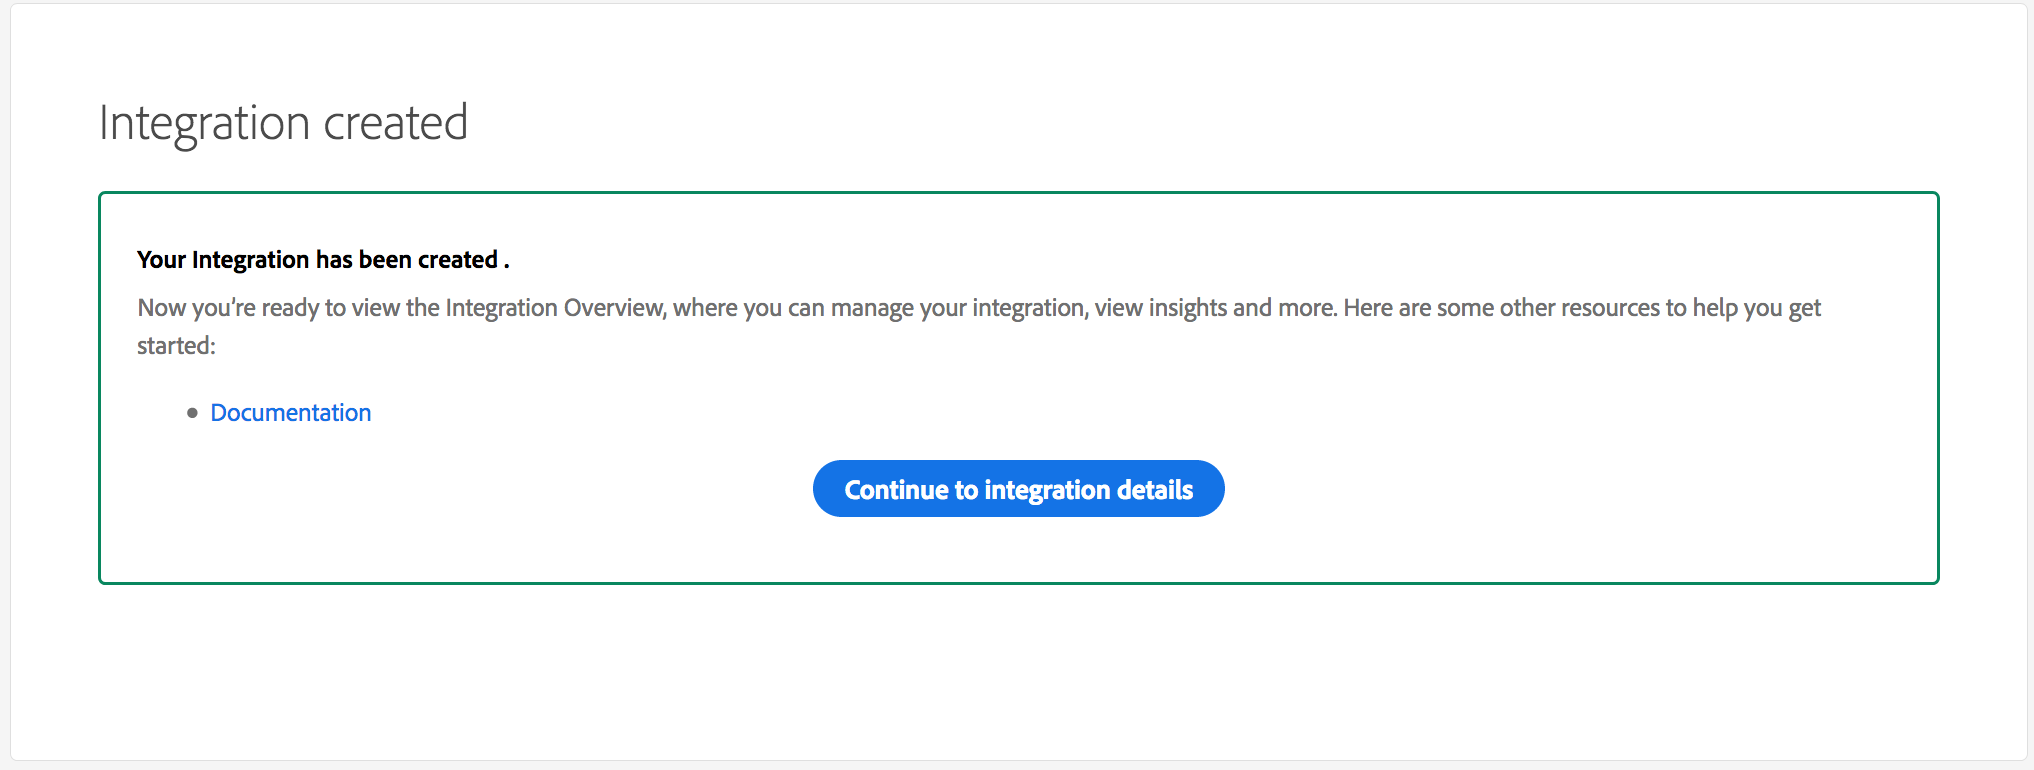 Integration created
Your Integration has been created .
Now you’re ready to view the Integration Overview, where you can manage your integration, view insights and more. Here are some other resources to help you get
started:
Documentation
Continue to integration details